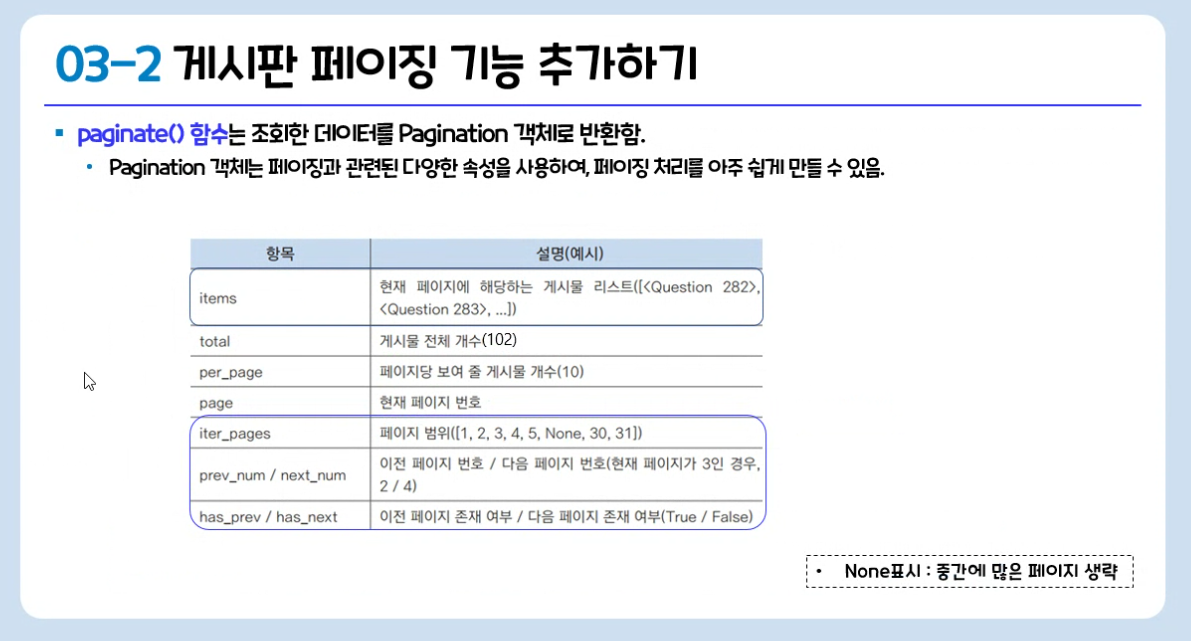 03-2 게시판 페이징 기능 추가하기
paginate() 함수는 조회한 데이터를 Pagination 객체로 반환함.
Pagination 객체는 페이징과 관련된 다양한 속성을 사용하여, 페이징 처리를 아주 쉽게 만들 수 있음.
항목 설명(예시)
items 현재 페이지에 해당하는 게시물 리스트([<Question 282>,
<Question 283>, ...])
total 게시물 전체 개수(102)
per_page 페이지당 보여 줄 게시물 개수(10)
page 현재 페이지 번호
iter_pages 페이지 범위([1, 2, 3, 4, 5, None, 30, 31])
prev_num / next_num 이전 페이지 번호 / 다음 페이지 번호(현재 페이지가 3인 경우,
2 / 4)
has_prev / has_next 이전 페이지 존재 여부 / 다음 페이지 존재 여부(True / False)
• None표시 : 중간에 많은 페이지 생략